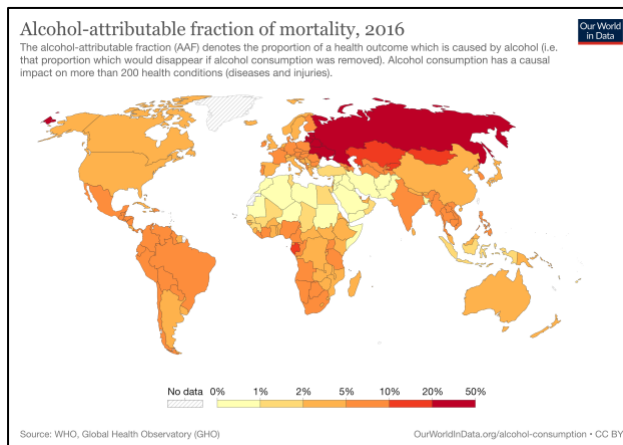 Alcohol-attributable fraction of mortality, 2016
Our World
in Data
The alcohol-attributable fraction (AAF) denotes the proportion of a health outcome which is caused by alcohol (i.e.
that proportion which would disappear if alcohol consumption was removed). Alcohol consumption has a causal
impact on more than 200 health conditions (diseases and injuries).
No data 0% 1% 2% 5% 10% 20% 50%
Source: WHO, Global Health Observatory (GHO)
OurWorldInData.org/alcohol-consumption • CC BY